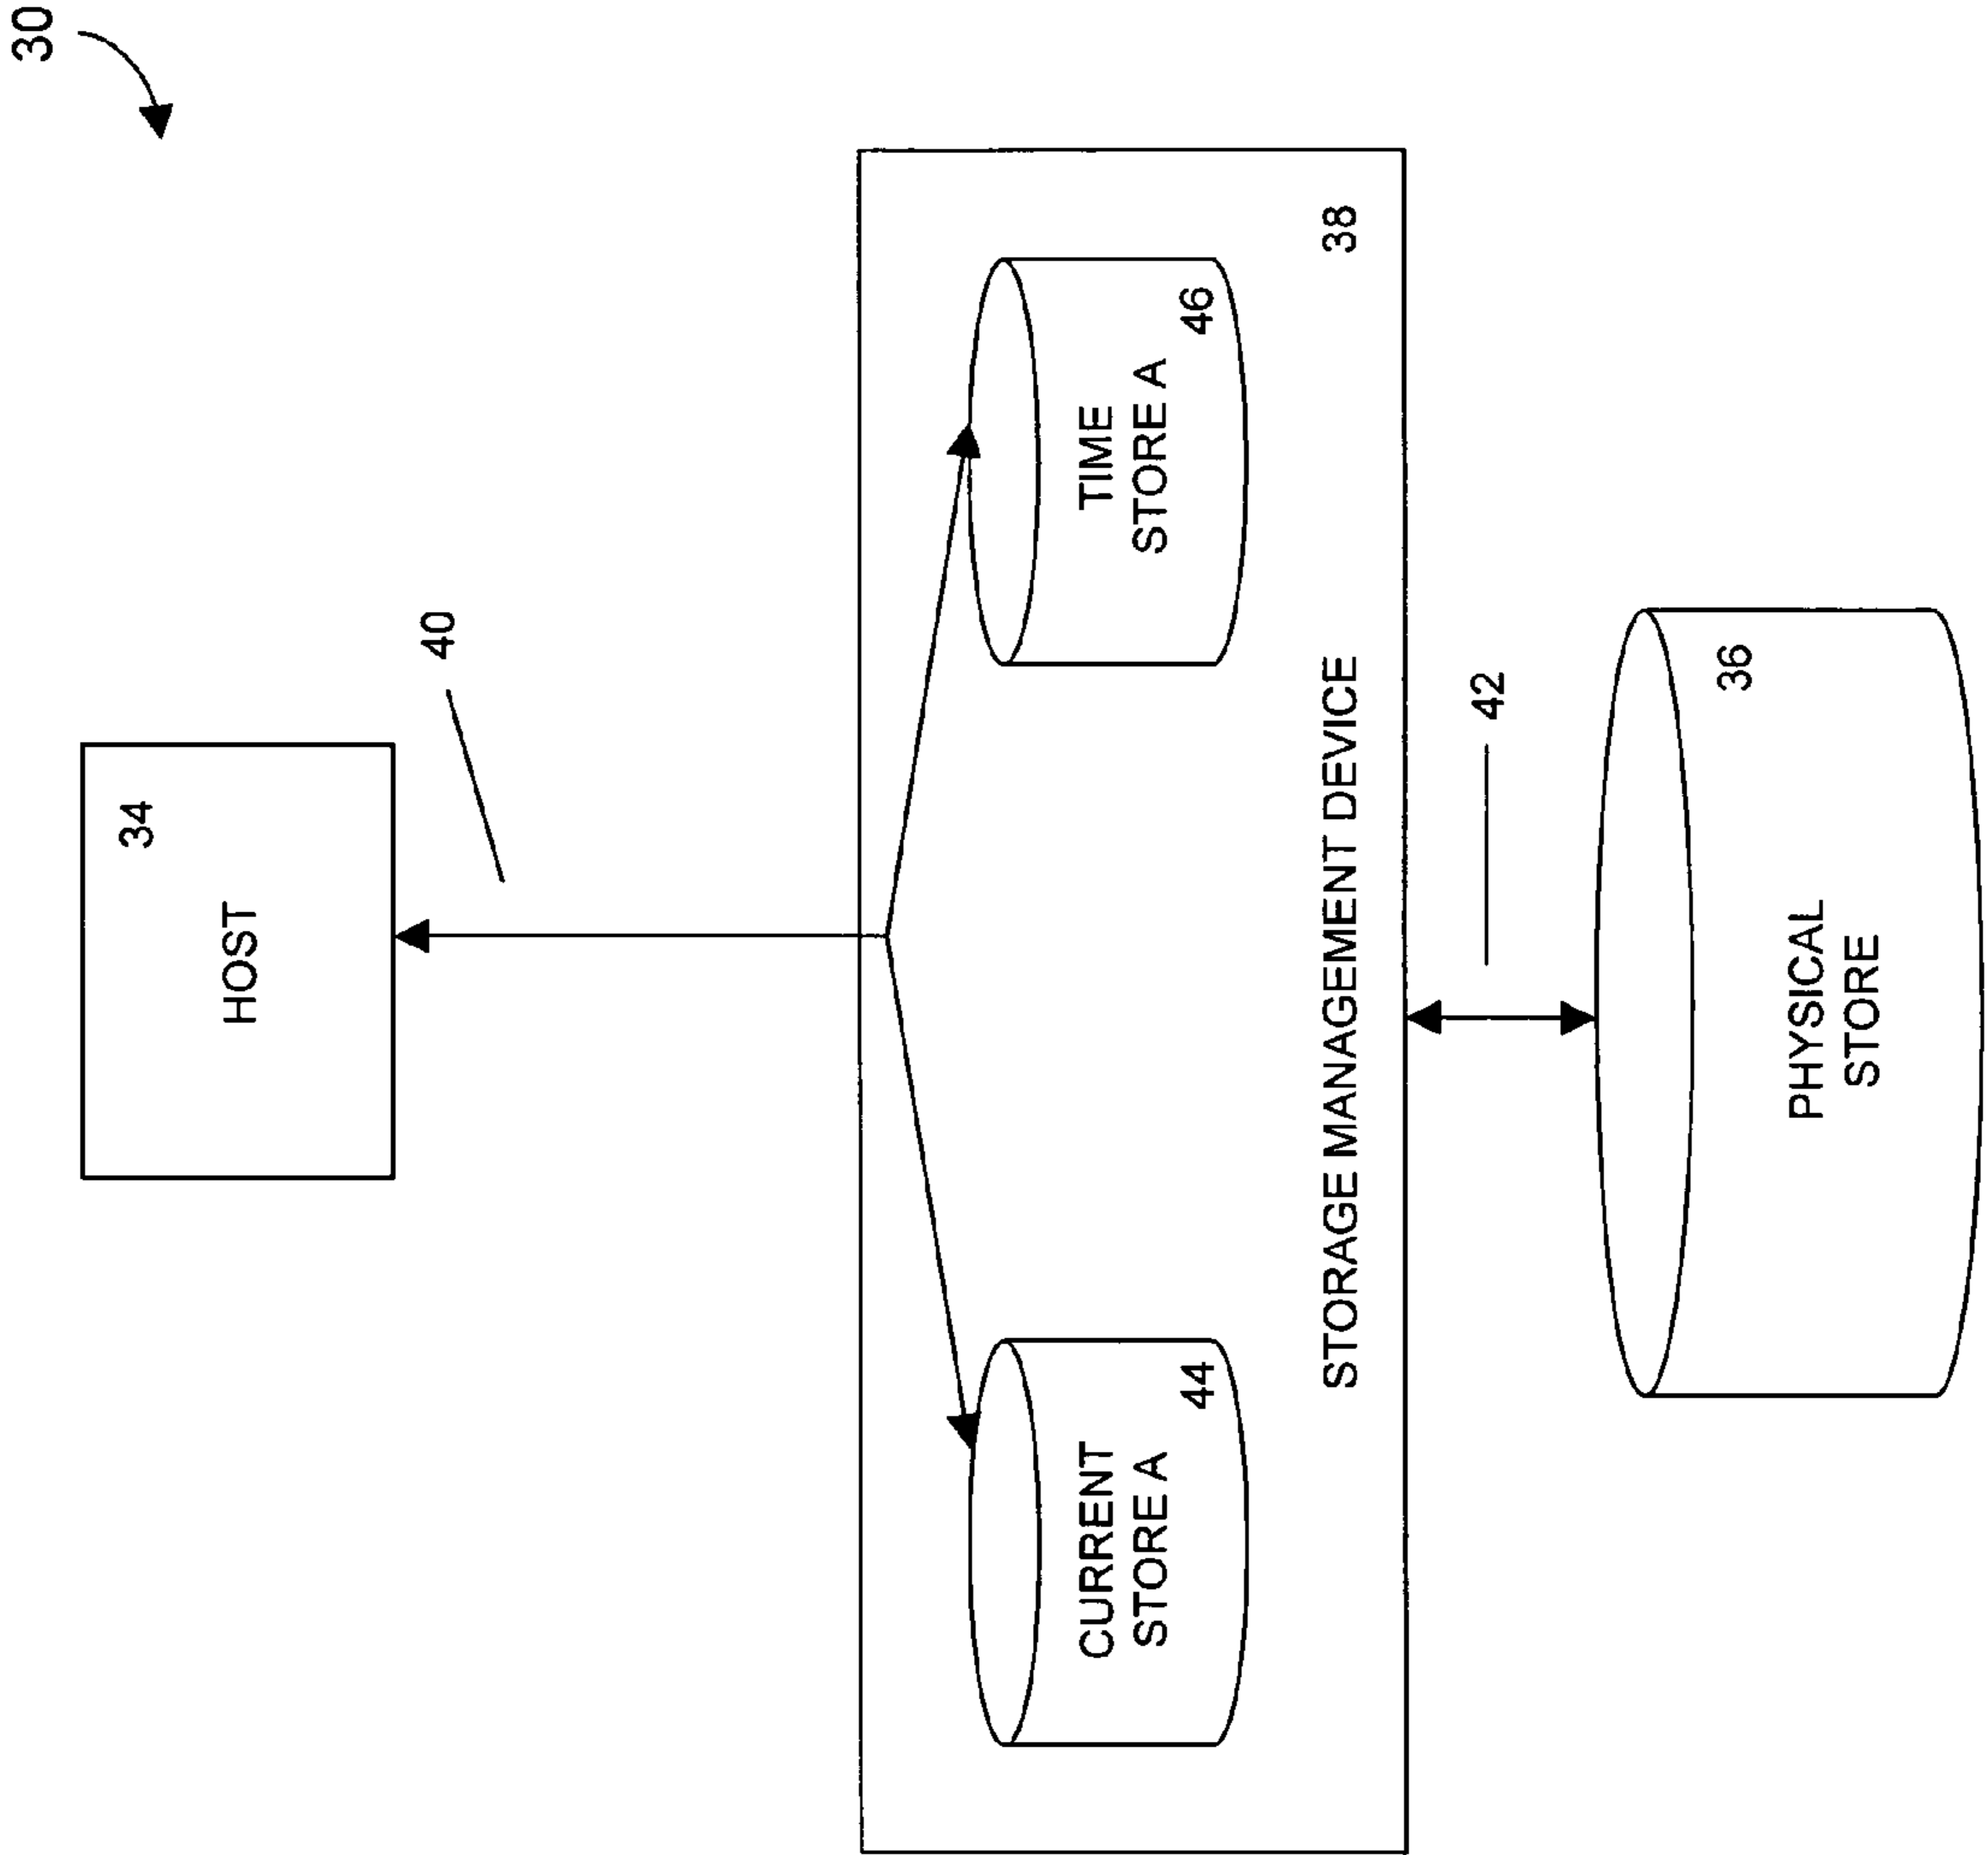 30
34
HOST
40
CURRENT
STORE A
44
TIME
STORE A
46
STORAGE MANAGEMENT DEVICE
38
42
36
PHYSICAL
STORE